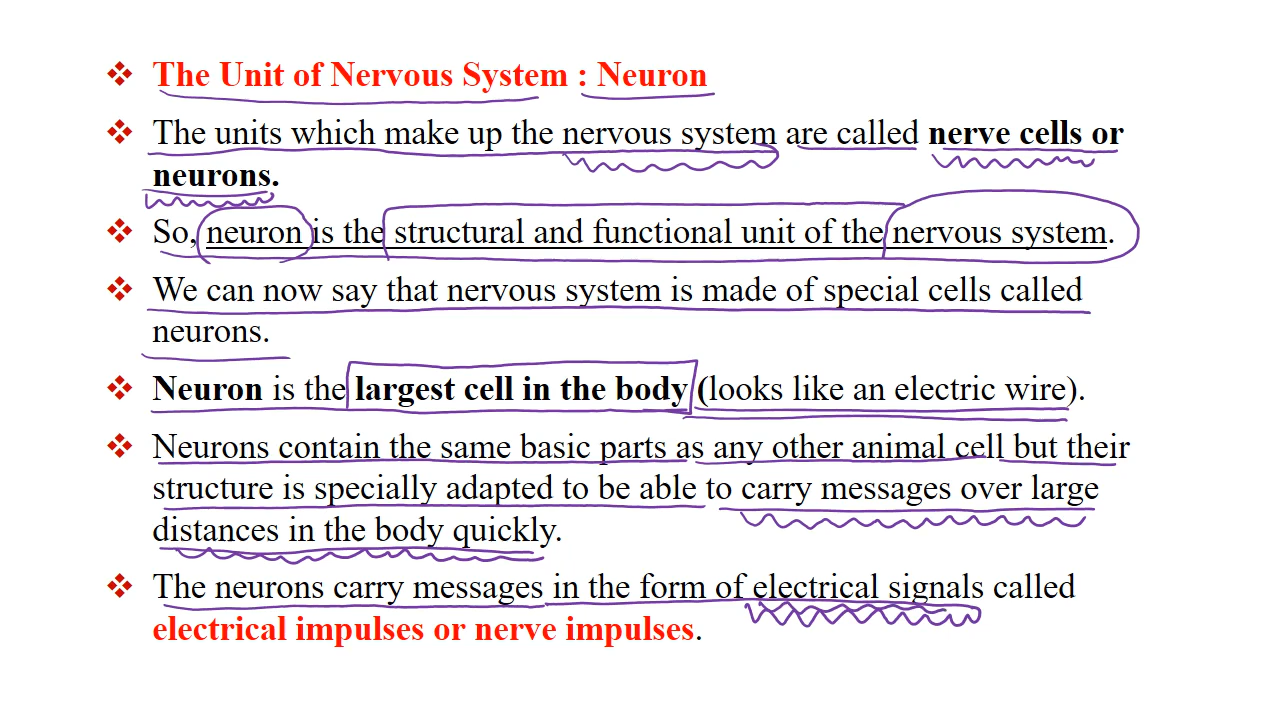 ❖ The Unit of Nervous System : Neuron
❖ The units which make up the nervous system are called nerve cells or
neurons.
❖ So, neuron is the structural and functional unit of the nervous system.
❖ We can now say that nervous system is made of special cells called
neurons.
❖ Neuron is the largest cell in the body (looks like an electric wire).
❖ Neurons contain the same basic parts as any other animal cell but their
structure is specially adapted to be able to carry messages over large
distances in the body quickly.
❖ The neurons carry messages in the form of electrical signals called
electrical impulses or nerve impulses.